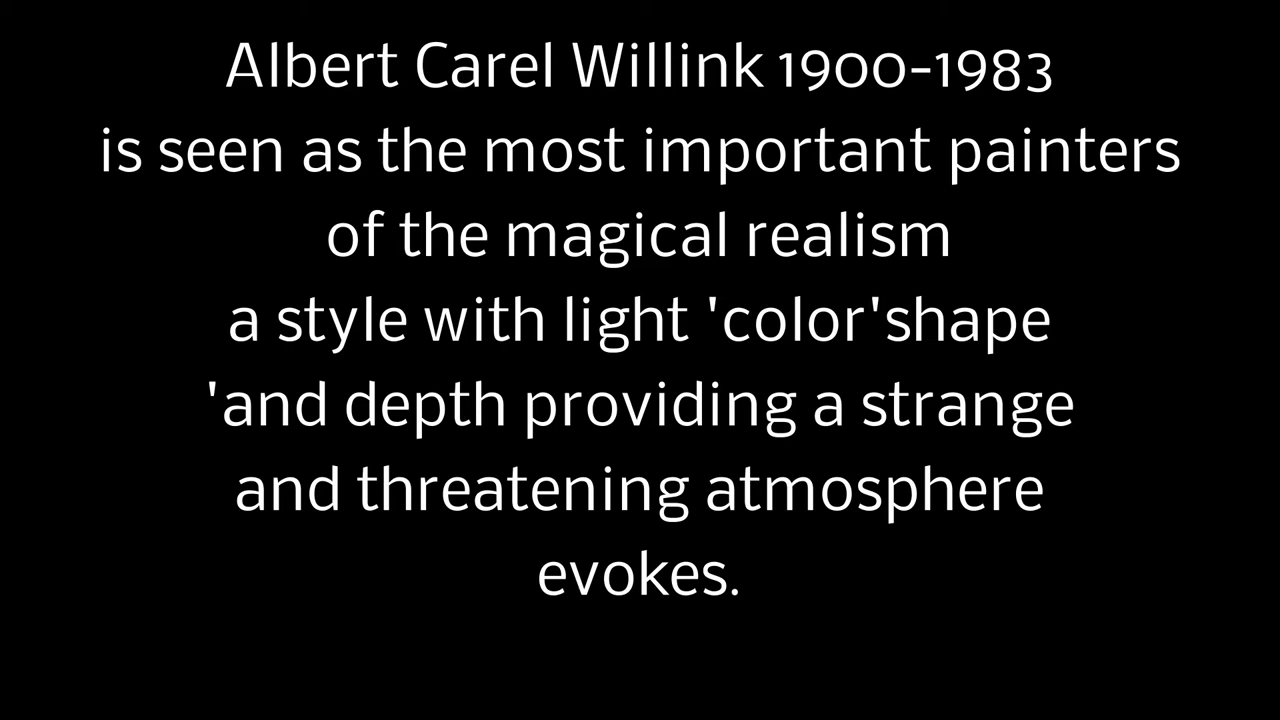 Albert Carel Willink 1900-1983
is seen as the most important painters
of the magical realism
a style with light 'color'shape
'and depth providing a strange
and threatening atmosphere
evokes.